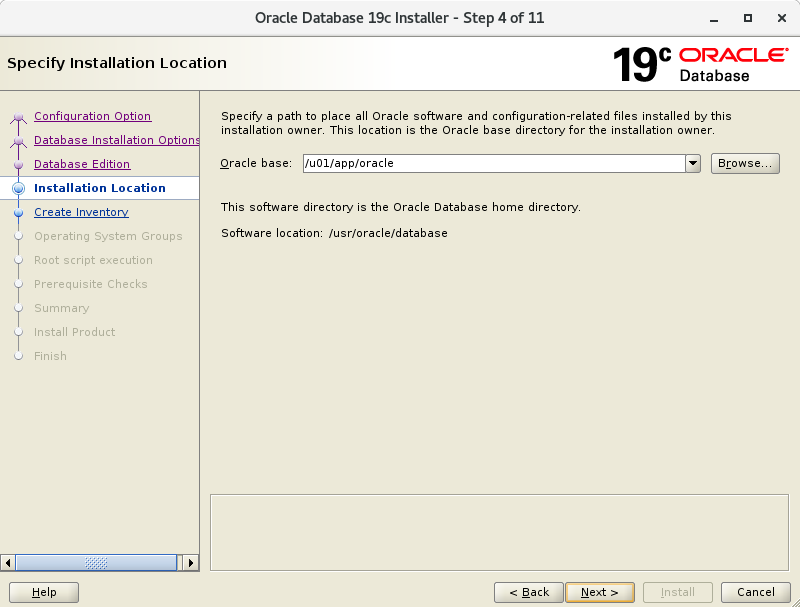 Oracle Database 19c Installer - Step 4 of 11
Specify Installation Location
19c ORACLE
Database
Configuration Option
Database Installation Options
Database Edition
Installation Location
Create Inventory
Operating System Groups
Root script execution
Prerequisite Checks
Summary
Install Product
Finish
Specify a path to place all Oracle software and configuration-related files installed by this
installation owner. This location is the Oracle base directory for the installation owner.
Oracle base: /u01/app/oracle Browse...
This software directory is the Oracle Database home directory.
Software location: /usr/oracle/database
Help < Back Next > Install Cancel